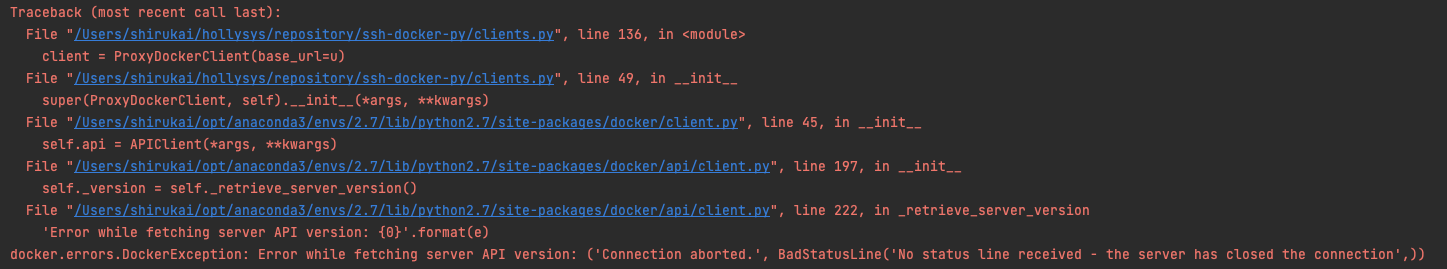 Traceback (most recent call last):
  File "/Users/shirukai/hollysys/repository/ssh-docker-py/clients.py", line 136, in <module>
    client = ProxyDockerClient(base_url=u)
  File "/Users/shirukai/hollysys/repository/ssh-docker-py/clients.py", line 49, in __init__
    super(ProxyDockerClient, self).__init__(*args, **kwargs)
  File "/Users/shirukai/opt/anaconda3/envs/2.7/lib/python2.7/site-packages/docker/client.py", line 45, in __init__
    self.api = APIClient(*args, **kwargs)
  File "/Users/shirukai/opt/anaconda3/envs/2.7/lib/python2.7/site-packages/docker/api/client.py", line 197, in __init__
    self._version = self._retrieve_server_version()
  File "/Users/shirukai/opt/anaconda3/envs/2.7/lib/python2.7/site-packages/docker/api/client.py", line 222, in _retrieve_server_version
    'Error while fetching server API version: {0}'.format(e)
docker.errors.DockerException: Error while fetching server API version: ('Connection aborted.', BadStatusLine('No status line received - the server has closed the connection',))